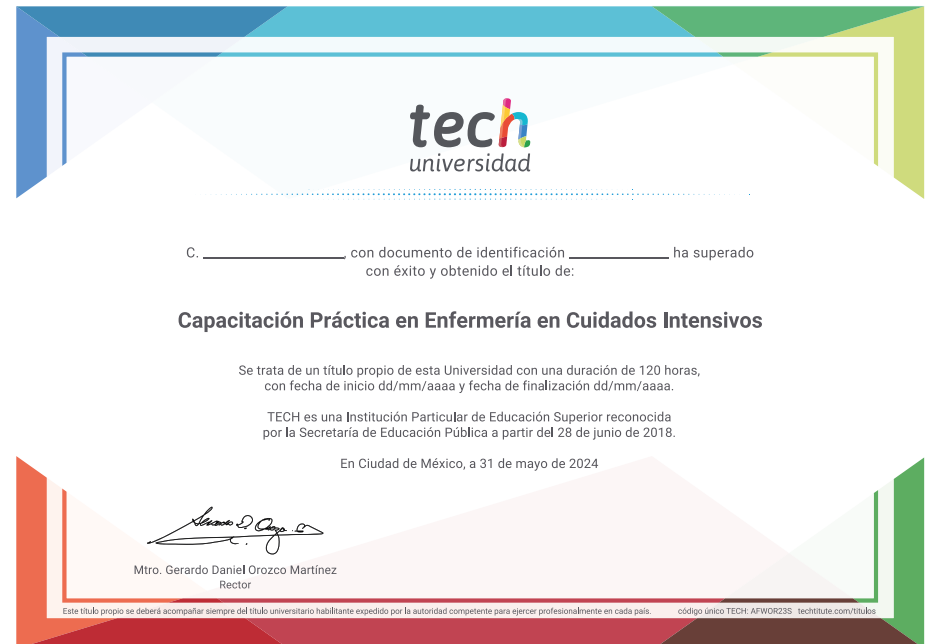 tech
universidad
C. ____________, con documento de identificación ____________ ha superado
con éxito y obtenido el título de:
Capacitación Práctica en Enfermería en Cuidados Intensivos
Se trata de un título propio de esta Universidad con una duración de 120 horas,
con fecha de inicio dd/mm/aaaa y fecha de finalización dd/mm/aaaa.
TECH es una Institución Particular de Educación Superior reconocida
por la Secretaría de Educación Pública a partir del 28 de junio de 2018.
En Ciudad de México, a 31 de mayo de 2024
Mtro. Gerardo Daniel Orozco Martínez
Rector
Este título propio se deberá acompañar siempre del título universitario habilitante expedido por la autoridad competente para ejercer profesionalmente en cada país. código único TECH: AFWOR23S techtitute.com/titulos